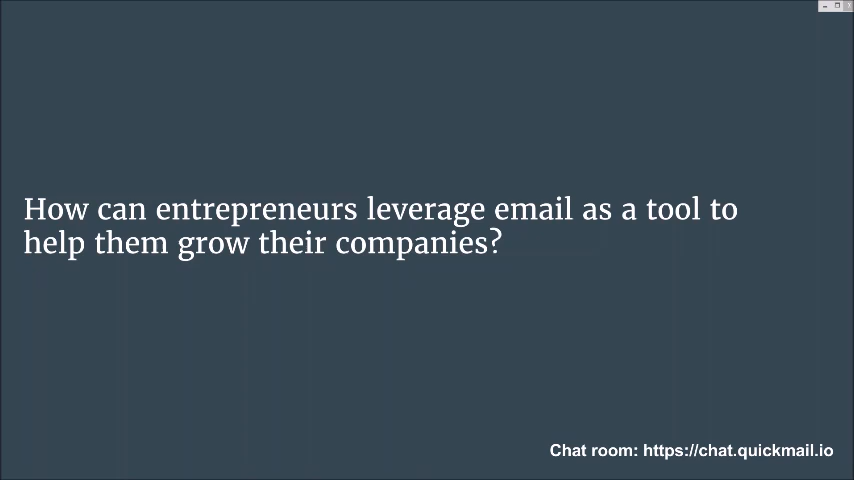 How can entrepreneurs leverage email as a tool to
help them grow their companies?
Chat room: https://chat.quickmail.io